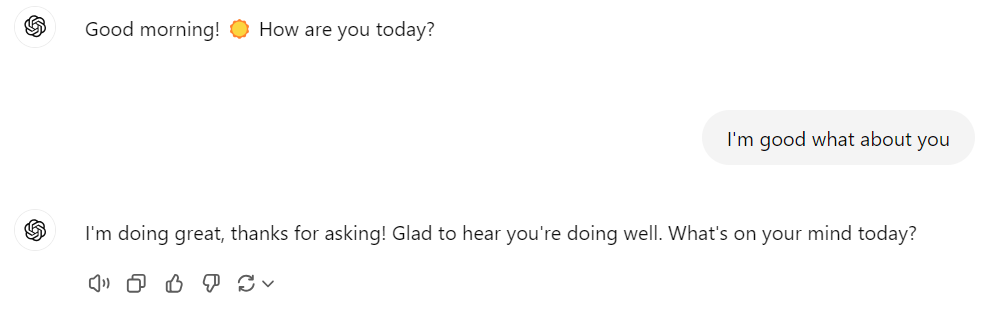 Good morning! 🌞 How are you today?
I'm good what about you
I'm doing great, thanks for asking! Glad to hear you're doing well. What's on your mind today?